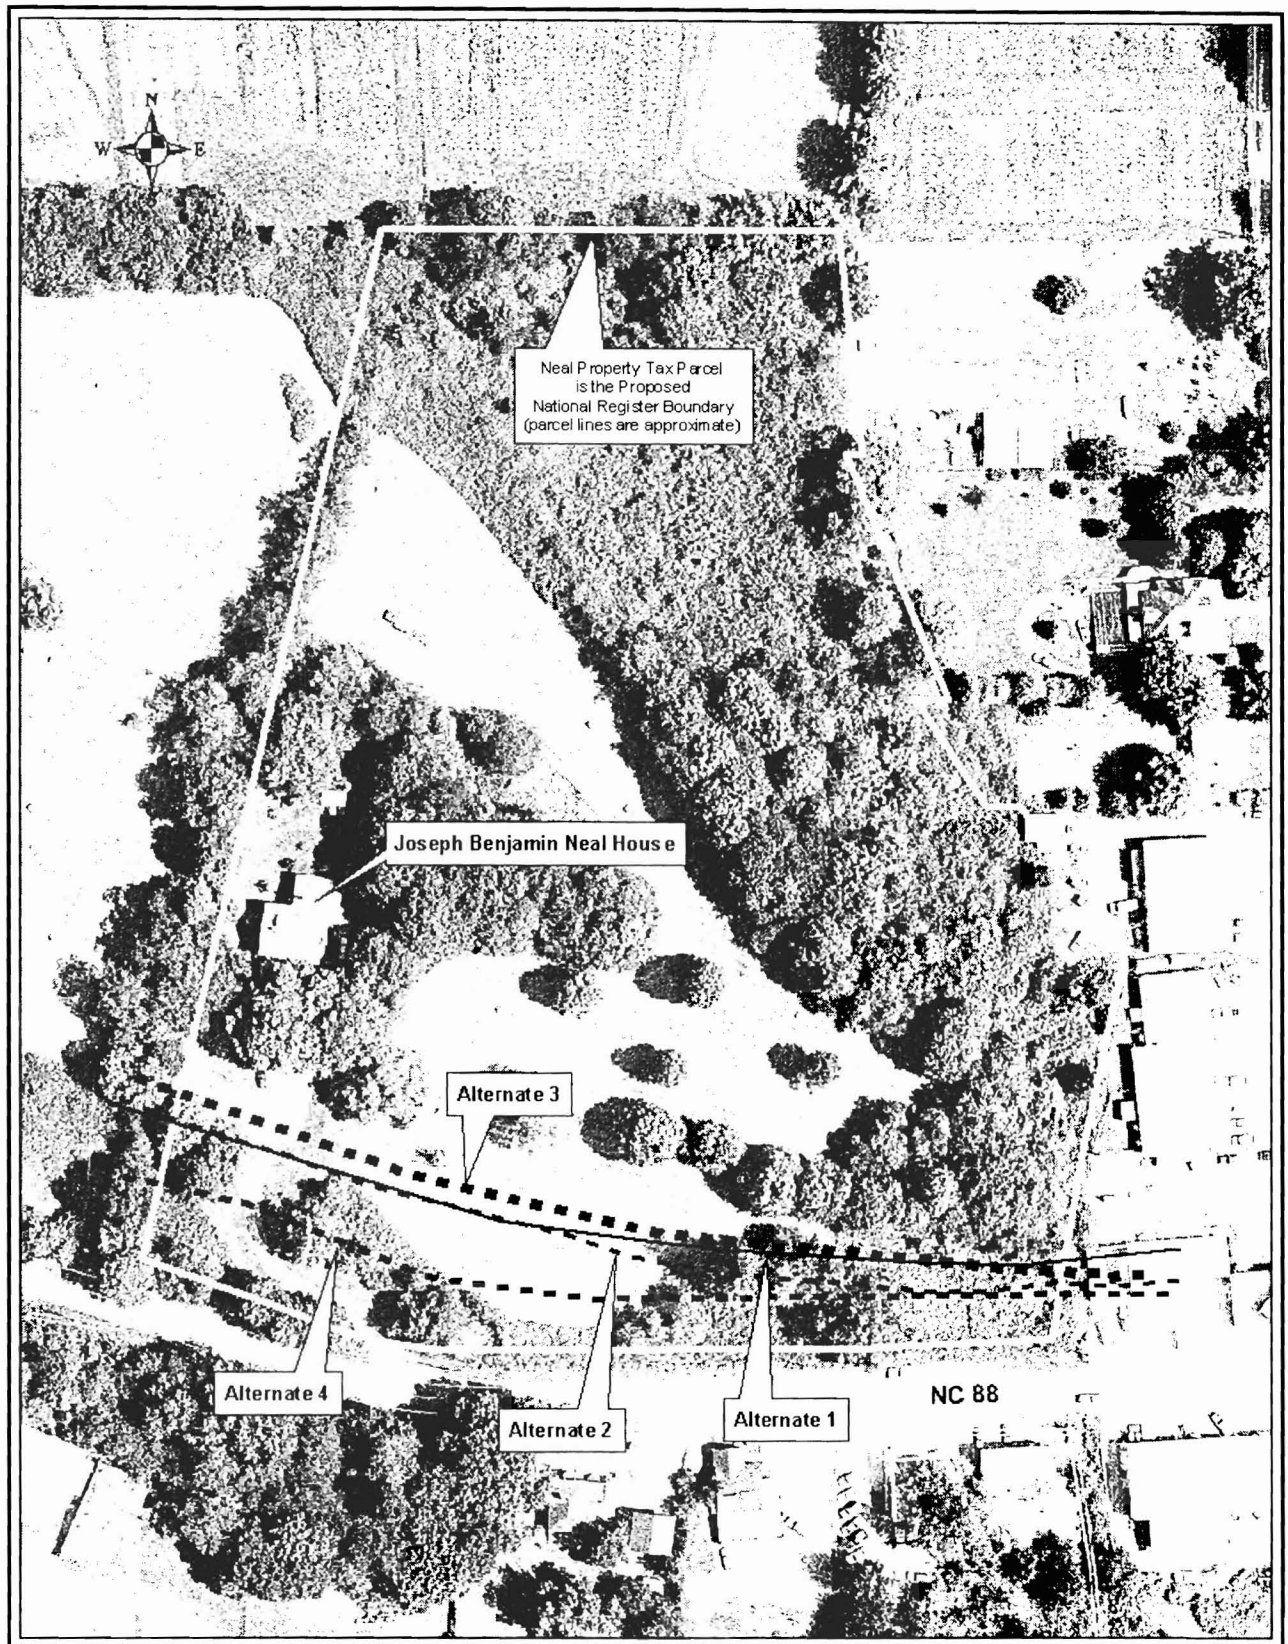 N
W E
Neal Property Tax Parcel
is the Proposed
National Register Boundary
(parcel lines are approximate)
Joseph Benjamin Neal House
Alternate 3
Alternate 4
Alternate 2
Alternate 1
NC 88